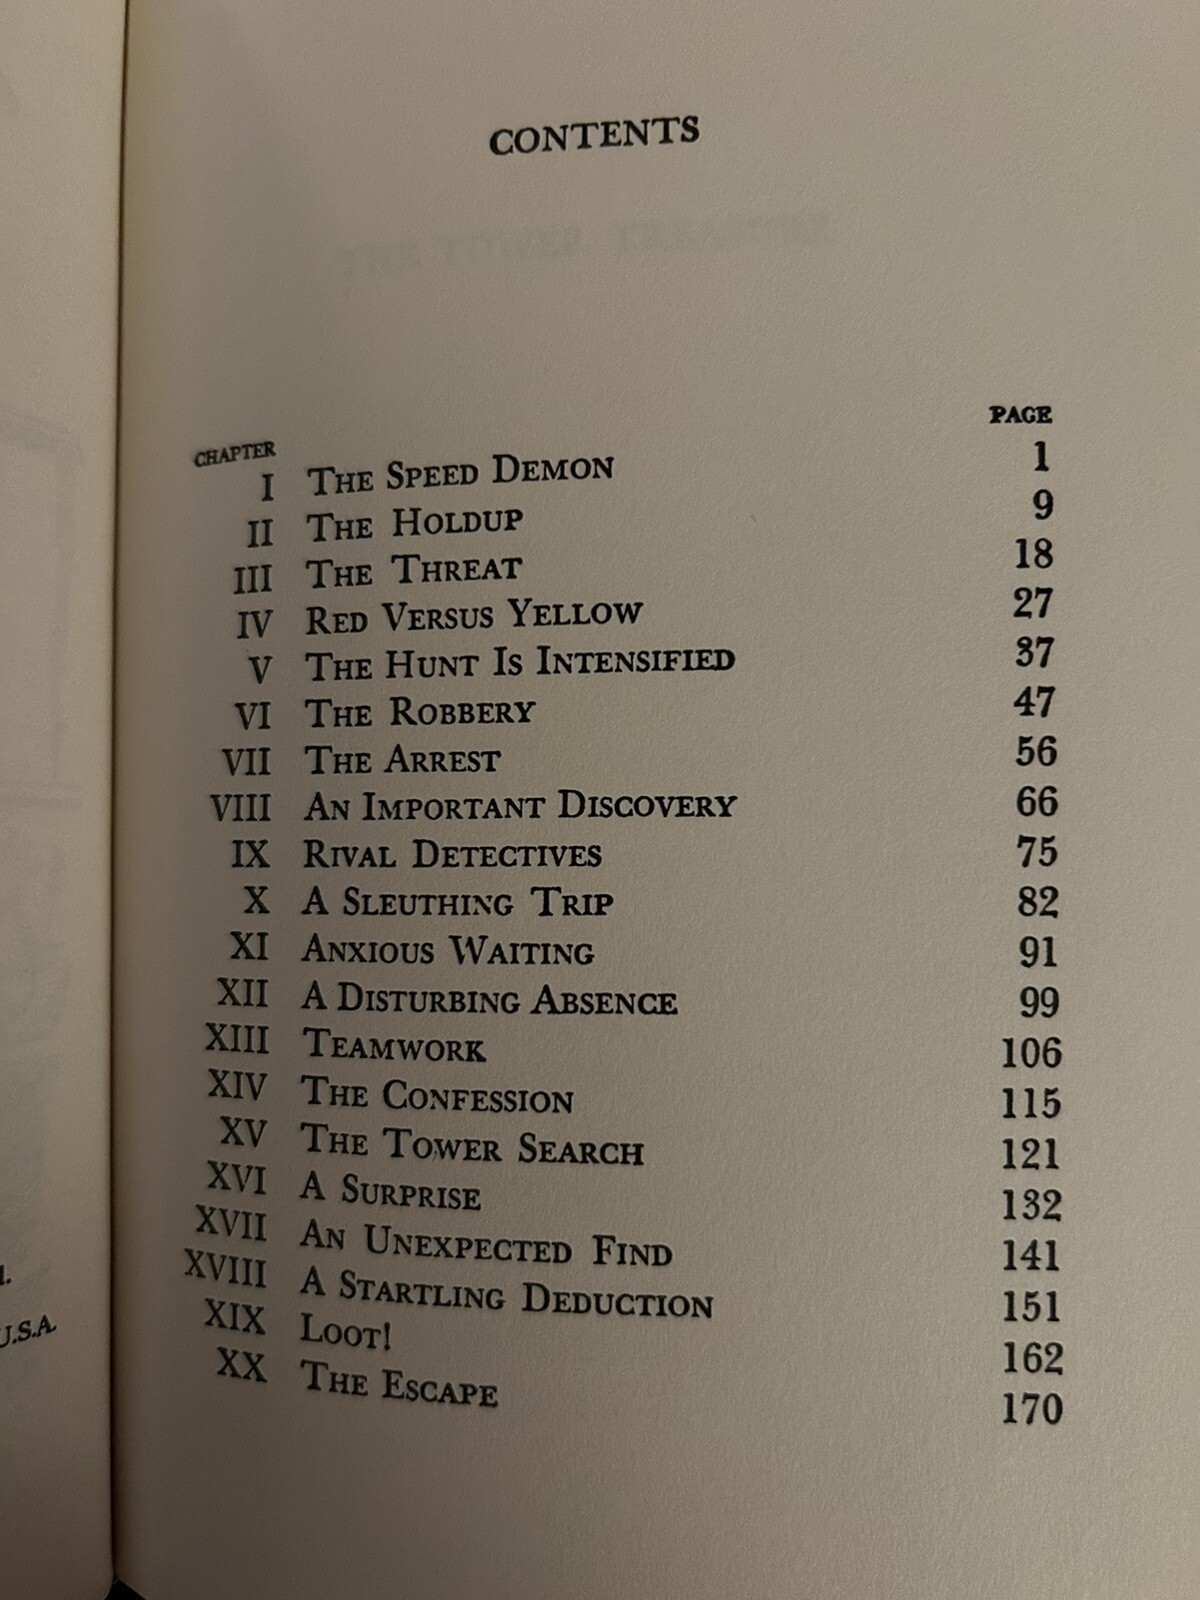 CONTENTS
THE TOWER TREASURE
CHAPTER PAGE
I THE SPEED DEMON 1
II THE HOLDUP 9
III THE THREAT 18
IV RED VERSUS YELLOW 27
V THE HUNT IS INTENSIFIED 37
VI THE ROBBERY 47
VII THE ARREST 56
VIII AN IMPORTANT DISCOVERY 66
IX RIVAL DETECTIVES 75
X A SLEUTHING TRIP 82
XI ANXIOUS WAITING 91
XII A DISTURBING ABSENCE 99
XIII TEAMWORK 106
XIV THE CONFESSION 115
XV THE TOWER SEARCH 121
XVI A SURPRISE 132
XVII AN UNEXPECTED FIND 141
XVIII A STARTLING DEDUCTION 151
XIX LOOT! 162
XX THE ESCAPE 170
U.S.A.